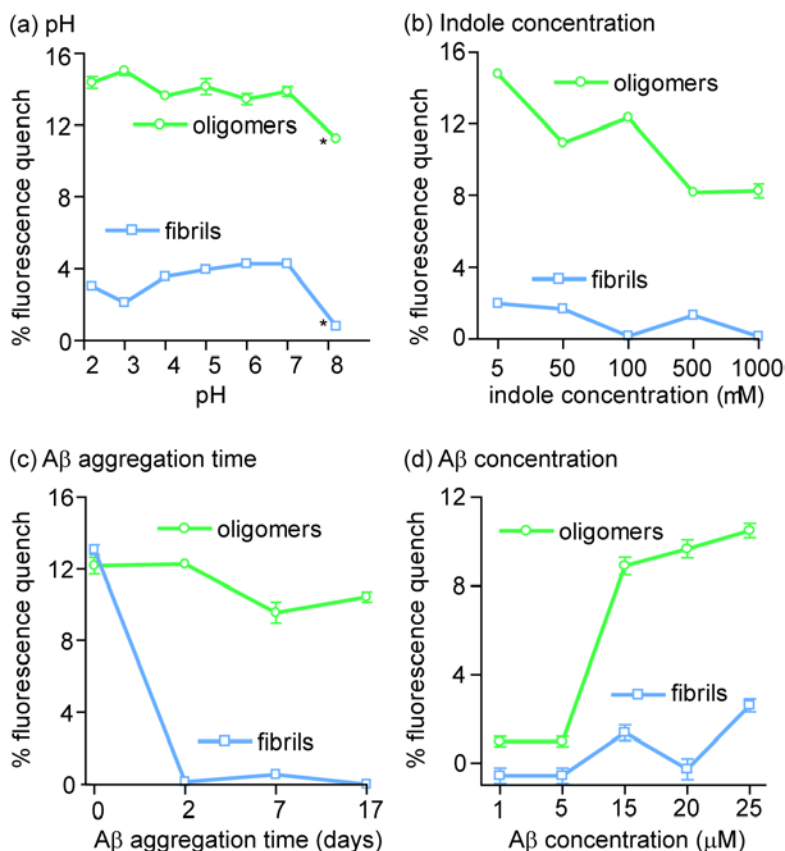 (a) pH
16
12
8
4
0
% fluorescence quench
oligomers
*
fibrils
*
2 3 4 5 6 7 8
pH
(b) Indole concentration
16
12
8
4
0
% fluorescence quench
oligomers
fibrils
5 50 100 500 1000
indole concentration (mM)
(c) Aβ aggregation time
16
12
8
4
0
% fluorescence quench
oligomers
fibrils
0 2 7 17
Aβ aggregation time (days)
(d) Aβ concentration
12
8
4
0
% fluorescence quench
oligomers
fibrils
1 5 15 20 25
Aβ concentration (μM)